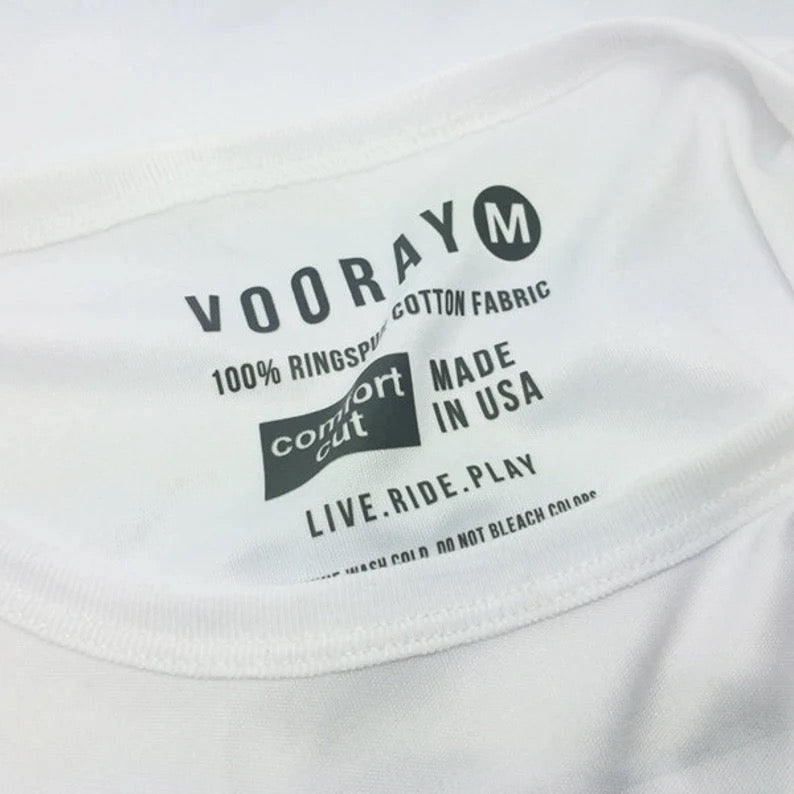 VOORAY M
100% RINGSPUN COTTON FABRIC
comfort
cut
MADE
IN USA
LIVE.RIDE.PLAY
WASH COLD. DO NOT BLEACH COLORS